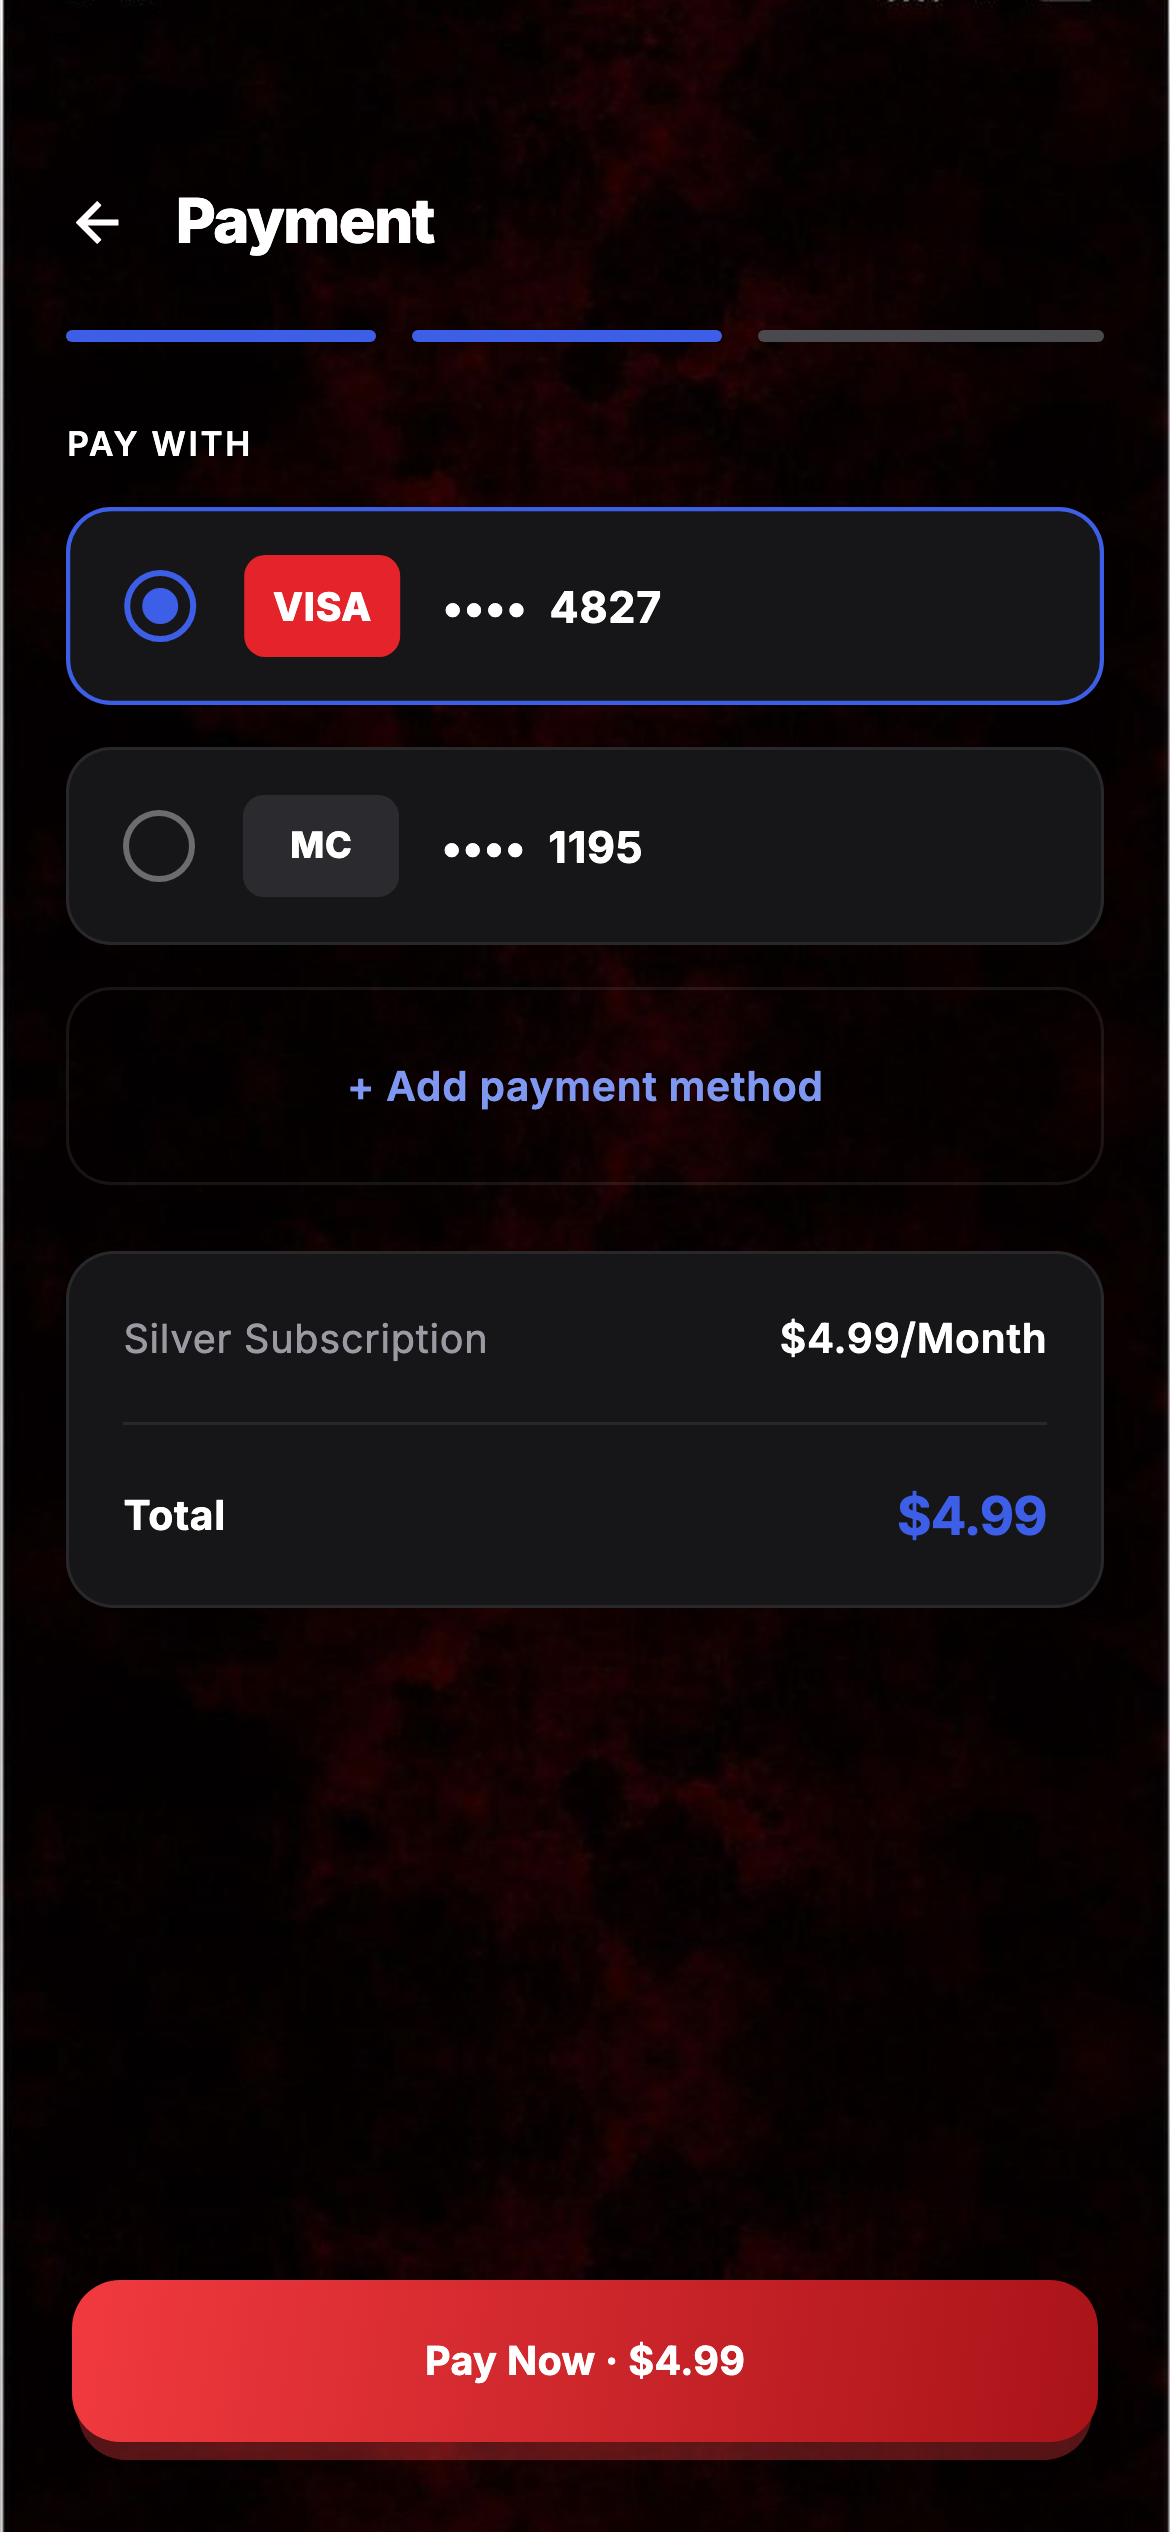 Payment
PAY WITH
VISA •••• 4827
MC •••• 1195
+ Add payment method
Silver Subscription $4.99/Month
Total $4.99
Pay Now · $4.99